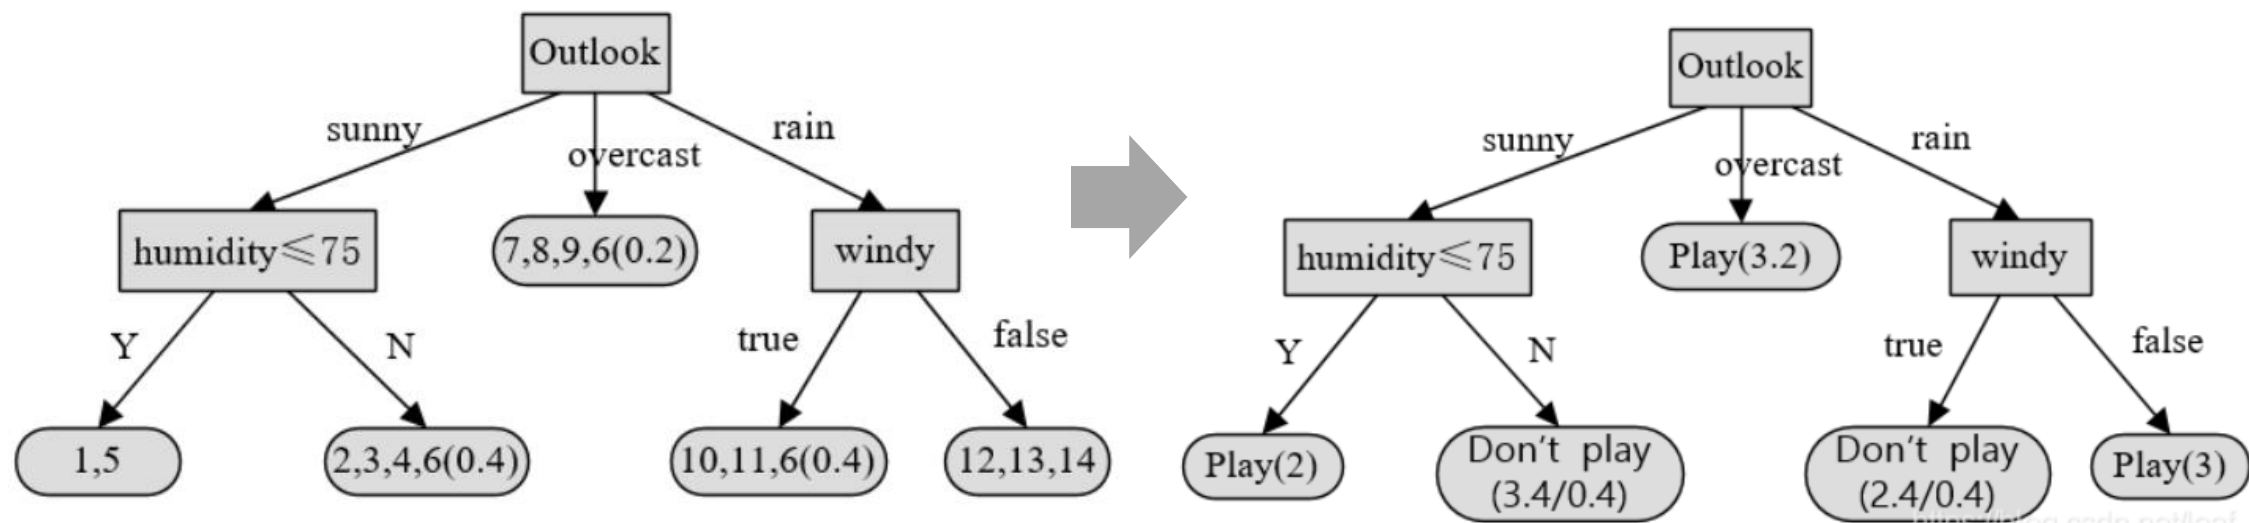 Outlook
sunny
overcast
rain
humidity≤75
7,8,9,6(0.2)
windy
Y
N
true
false
1,5
2,3,4,6(0.4)
10,11,6(0.4)
12,13,14
Outlook
sunny
overcast
rain
humidity≤75
Play(3.2)
windy
Y
N
true
false
Play(2)
Don't play
(3.4/0.4)
Don't play
(2.4/0.4)
Play(3)